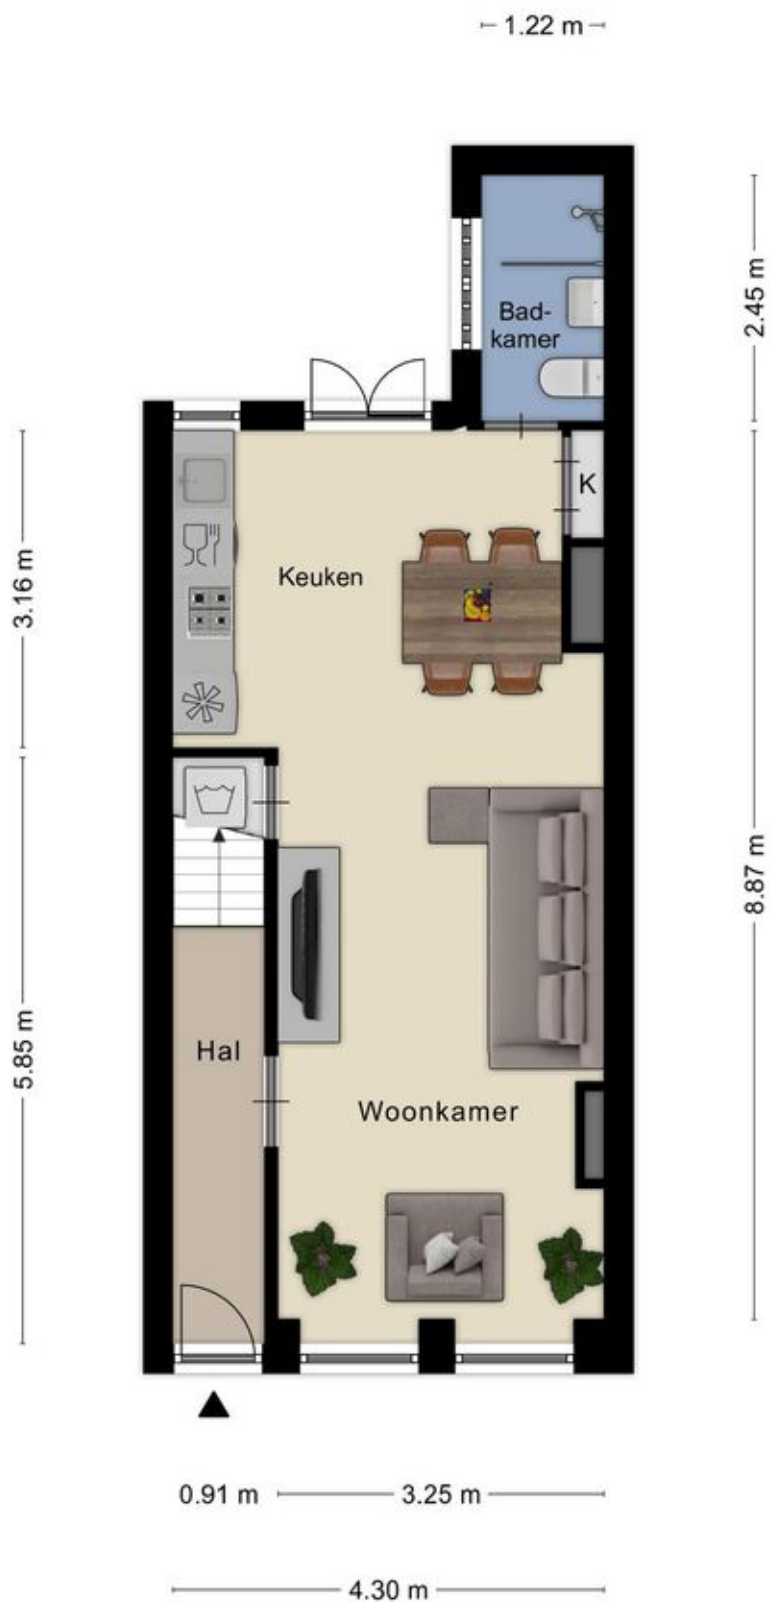 1.22 m
2.45 m
Bad-
kamer
K
Keuken
3.16 m
8.87 m
5.85 m
Hal
Woonkamer
0.91 m
3.25 m
4.30 m